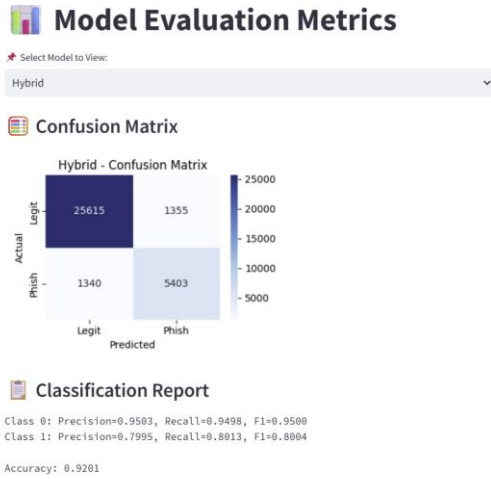 Model Evaluation Metrics
Select Model to View:
Hybrid
Confusion Matrix
Hybrid - Confusion Matrix
25000
20000
15000
10000
5000
Actual
Legit
25615 1355
Phish
1340 5403
Legit Phish
Predicted
Classification Report
Class 0: Precision=0.9503, Recall=0.9498, F1=0.9500
Class 1: Precision=0.7995, Recall=0.8013, F1=0.8004
Accuracy: 0.9201